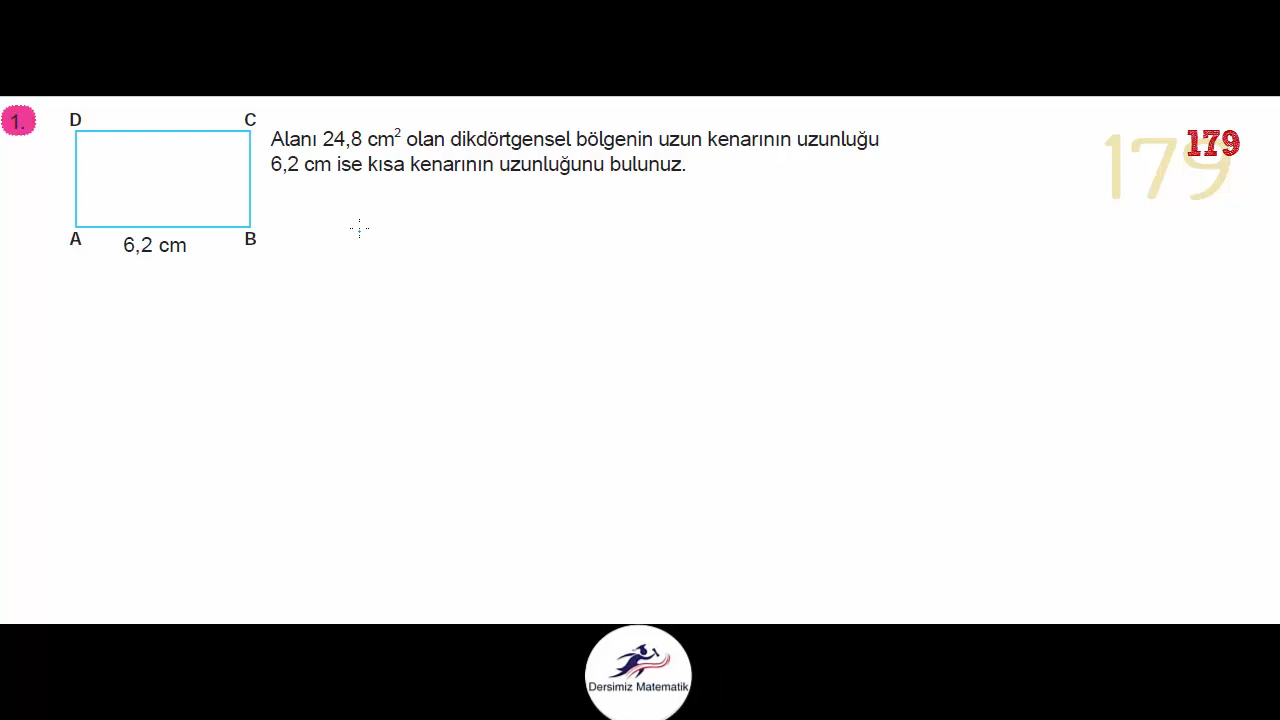 1.
D
C
Alanı 24,8 cm² olan dikdörtgensel bölgenin uzun kenarının uzunluğu
6,2 cm ise kısa kenarının uzunluğunu bulunuz.
179
179
A
6,2 cm
B
Dersimiz Matematik